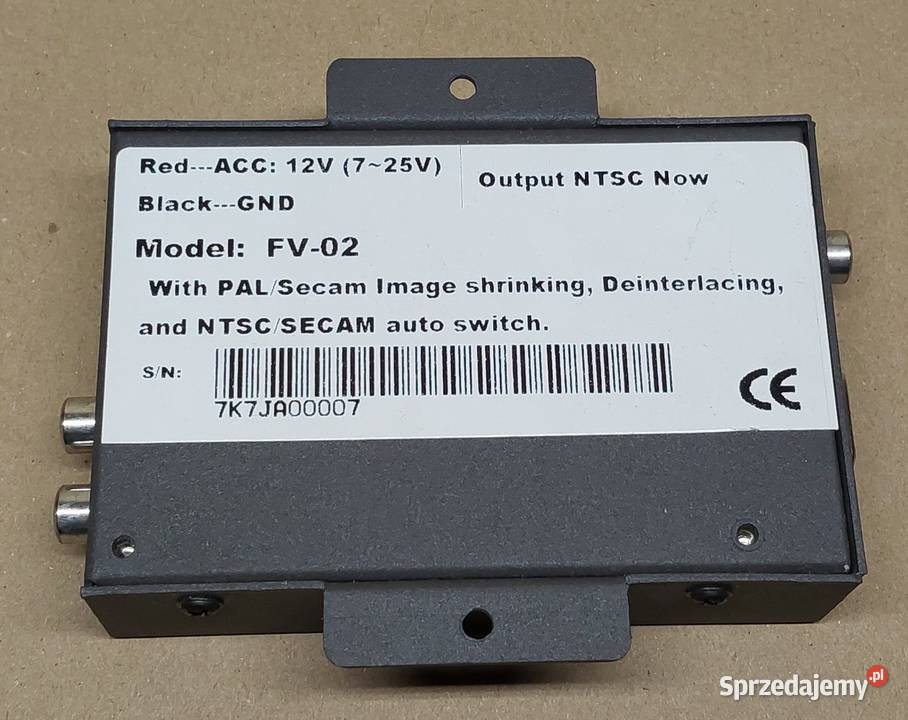 Red---ACC: 12V (7~25V)
Output NTSC Now
Black---GND
Model: FV-02
With PAL/Secam Image shrinking, Deinterlacing,
and NTSC/SECAM auto switch.
S/N:
7K7JA00007
CE
Sprzedajemy.pl